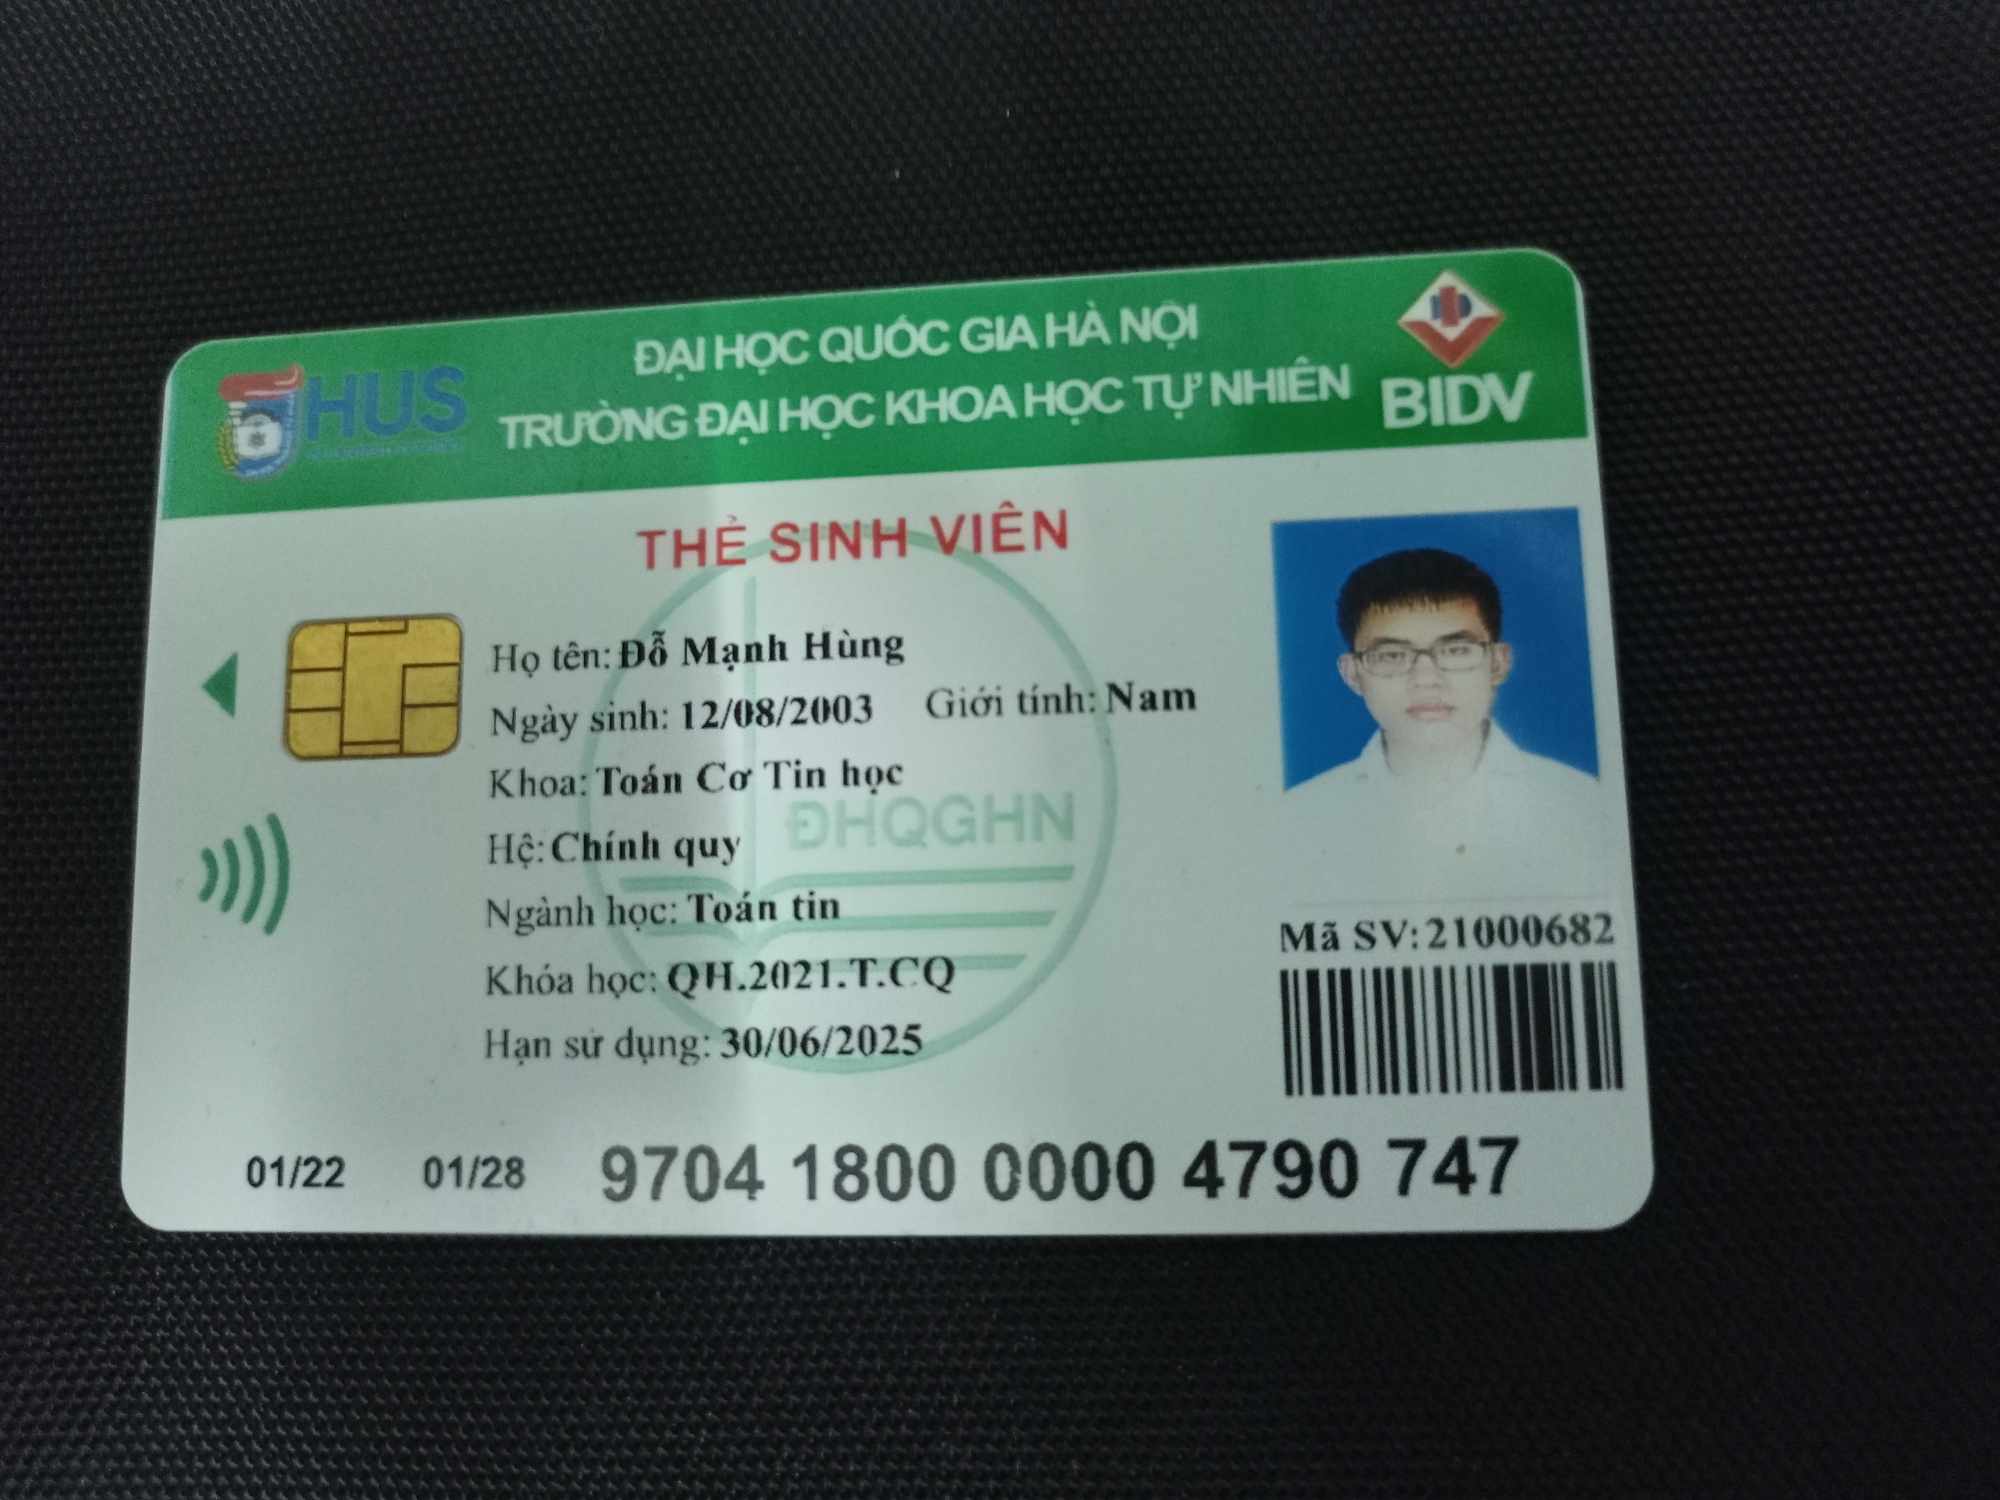 HUS
ĐẠI HỌC QUỐC GIA HÀ NỘI
TRƯỜNG ĐẠI HỌC KHOA HỌC TỰ NHIÊN
BIDV
THẺ SINH VIÊN
Họ tên: Đỗ Mạnh Hùng
Ngày sinh: 12/08/2003 Giới tính: Nam
Khoa: Toán Cơ Tin học
ĐHQGHN
Hệ: Chính quy
Ngành học: Toán tin
Khóa học: QH.2021.T.CQ
Hạn sử dụng: 30/06/2025
Mã SV: 21000682
01/22 01/28 9704 1800 0000 4790 747